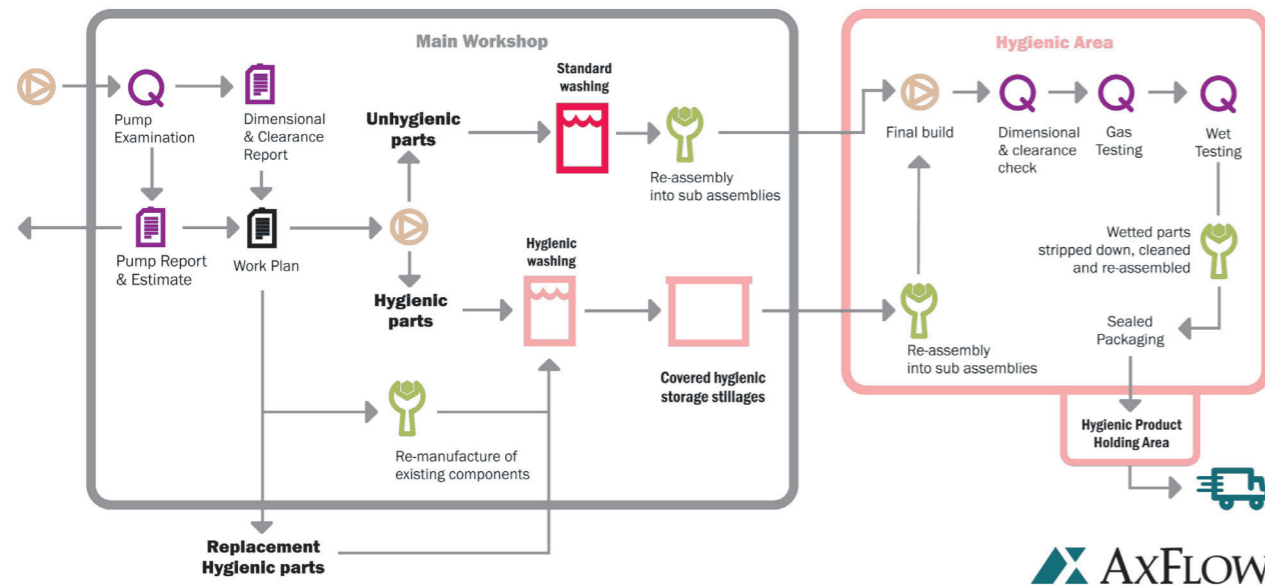 Main Workshop
Hygienic Area
Standard
washing
Pump
Examination
Dimensional
& Clearance
Report
Unhygienic
parts
Re-assembly
into sub assemblies
Final build
Dimensional
& clearance
check
Gas
Testing
Wet
Testing
Pump Report
& Estimate
Work Plan
Hygienic
parts
Hygienic
washing
Covered hygienic
storage stillages
Wetted parts
stripped down, cleaned
and re-assembled
Re-assembly
into sub assemblies
Sealed
Packaging
Re-manufacture of
existing components
Hygienic Product
Holding Area
Replacement
Hygienic parts
AXFLOW